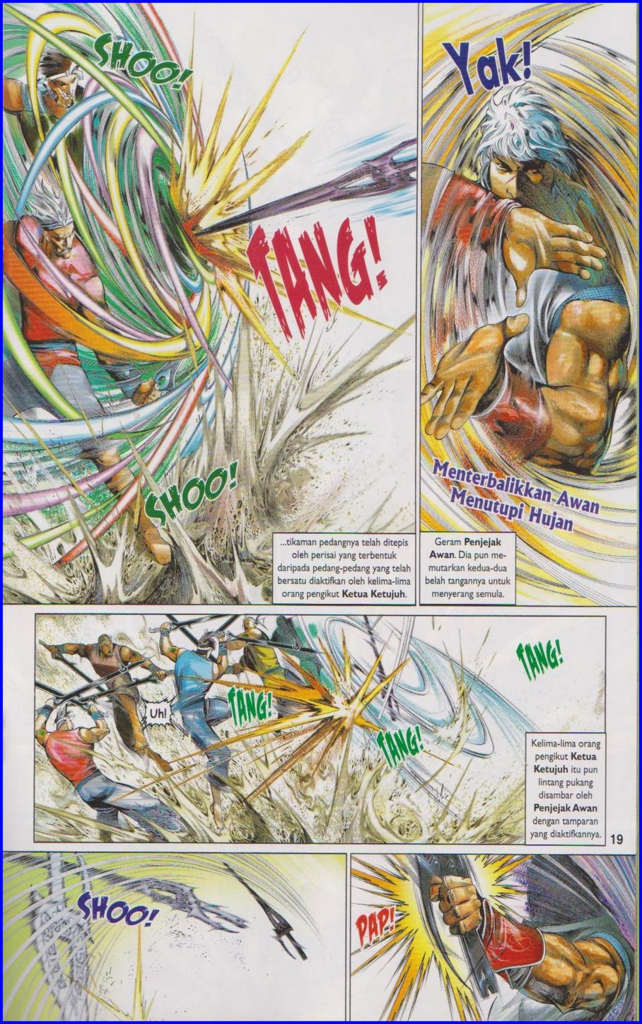 SHOO!
TANG!
SHOO!
...tikaman pedangnya telah ditepis
oleh perisai yang terbentuk
daripada pedang-pedang yang telah
bersatu diaktifkan oleh kelima-lima
orang pengikut Ketua Ketujuh.
Yak!
Menterbalikkan Awan
Menutupi Hujan
Geram Penjejak
Awan. Dia pun me-
mutarkan kedua-dua
belah tangannya untuk
menyerang semula.
Uh!
TANG!
TANG!
TANG!
Kelima-lima orang
pengikut Ketua
Ketujuh itu pun
lintang pukang
disambar oleh
Penjejak Awan
dengan tamparan
yang diaktifkannya.
19
SHOO!
PAP!